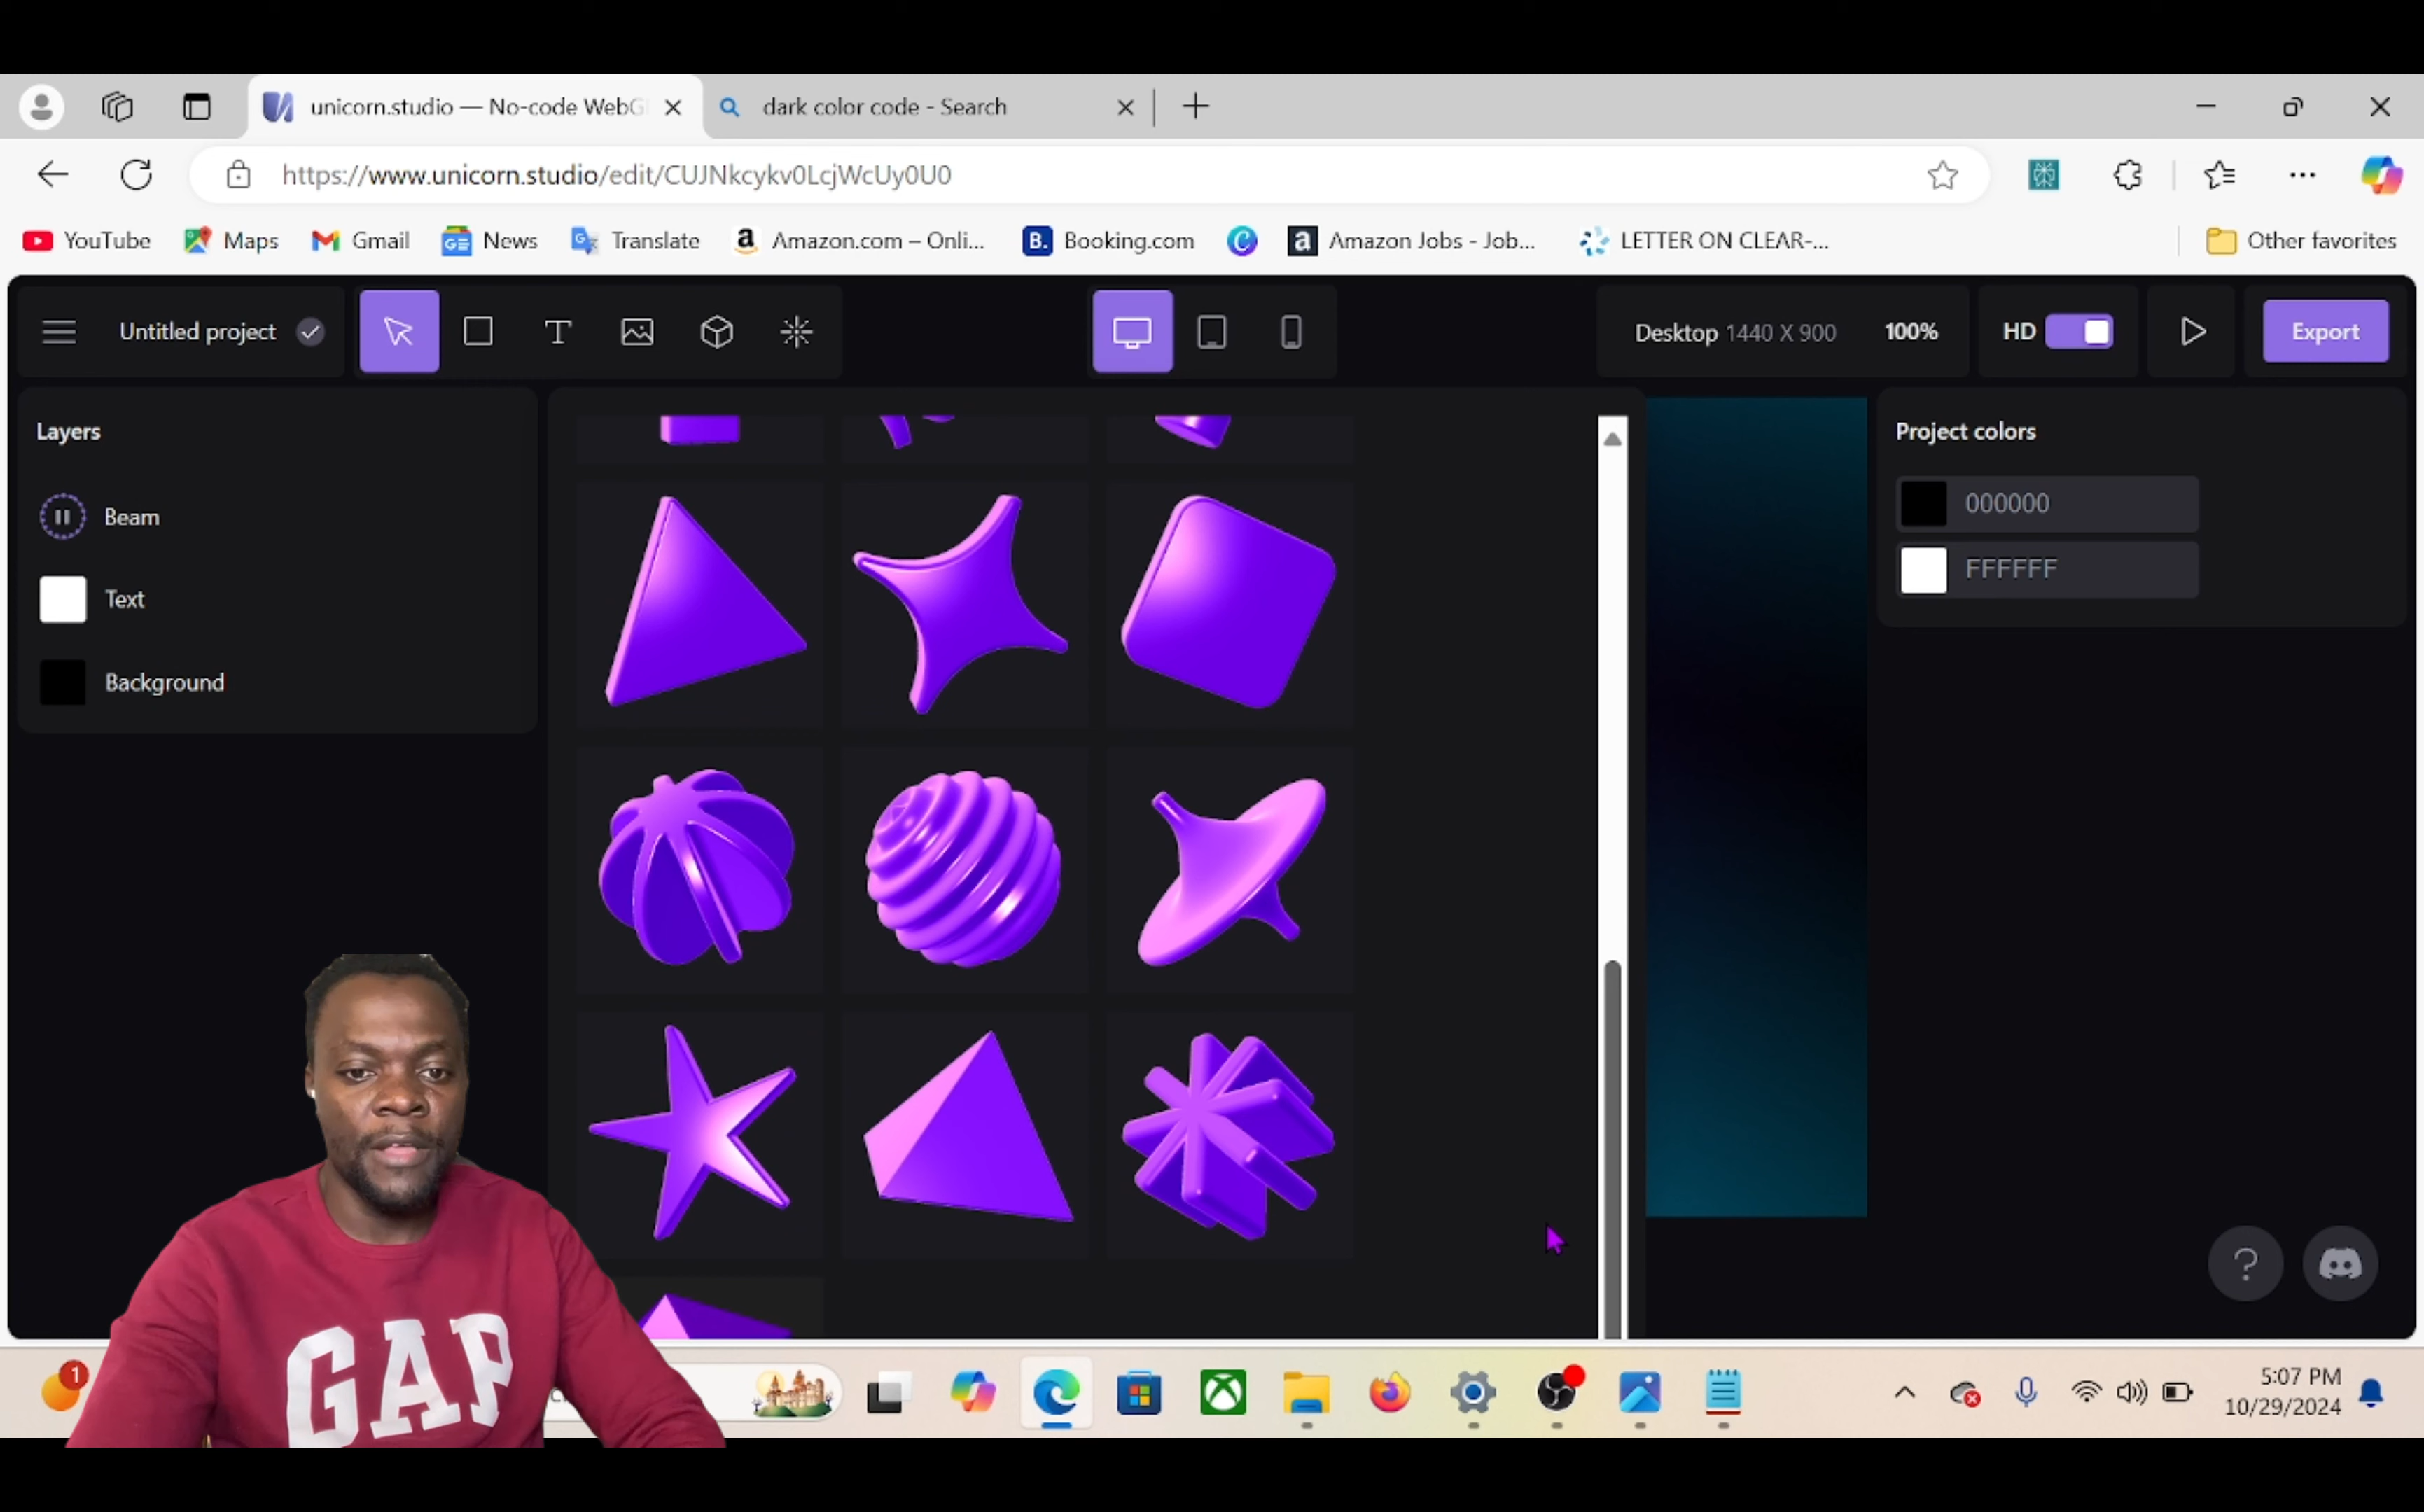 unicorn.studio — No-code WebG
dark color code - Search
https://www.unicorn.studio/edit/CUJNkcykv0LcjWcUy0U0
YouTube
Maps
Gmail
News
Translate
Amazon.com – Onli...
B. Booking.com
Amazon Jobs - Job...
LETTER ON CLEAR-...
Other favorites
Untitled project
T
Desktop 1440 X 900
100%
HD
Export
Layers
Beam
Text
Background
Project colors
000000
FFFFFF
?
GAP
1
5:07 PM
10/29/2024